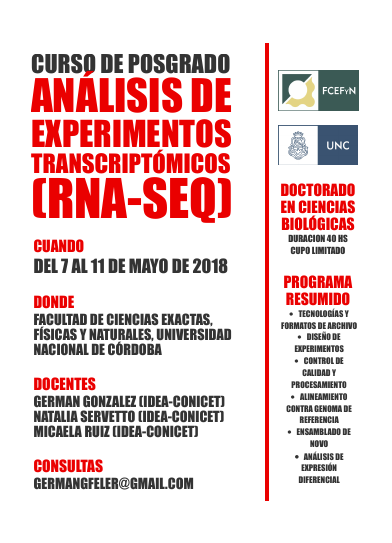 CURSO DE POSGRADO
ANÁLISIS DE
EXPERIMENTOS
TRANSCRIPTÓMICOS
(RNA-SEQ)
CUANDO
DEL 7 AL 11 DE MAYO DE 2018
DONDE
FACULTAD DE CIENCIAS EXACTAS,
FÍSICAS Y NATURALES, UNIVERSIDAD
NACIONAL DE CÓRDOBA
DOCENTES
GERMAN GONZALEZ (IDEA-CONICET)
NATALIA SERVETTO (IDEA-CONICET)
MICAELA RUIZ (IDEA-CONICET)
CONSULTAS
GERMANGFELER@GMAIL.COM
FCEFyN
UNC
DOCTORADO
EN CIENCIAS
BIOLÓGICAS
DURACION 40 HS
CUPO LIMITADO
PROGRAMA
RESUMIDO
• TECNOLOGÍAS Y
FORMATOS DE ARCHIVO
• DISEÑO DE
EXPERIMENTOS
• CONTROL DE
CALIDAD Y
PROCESAMIENTO
• ALINEAMIENTO
CONTRA GENOMA DE
REFERENCIA
• ENSAMBLADO DE
NOVO
• ANÁLISIS DE
EXPRESIÓN
DIFERENCIAL